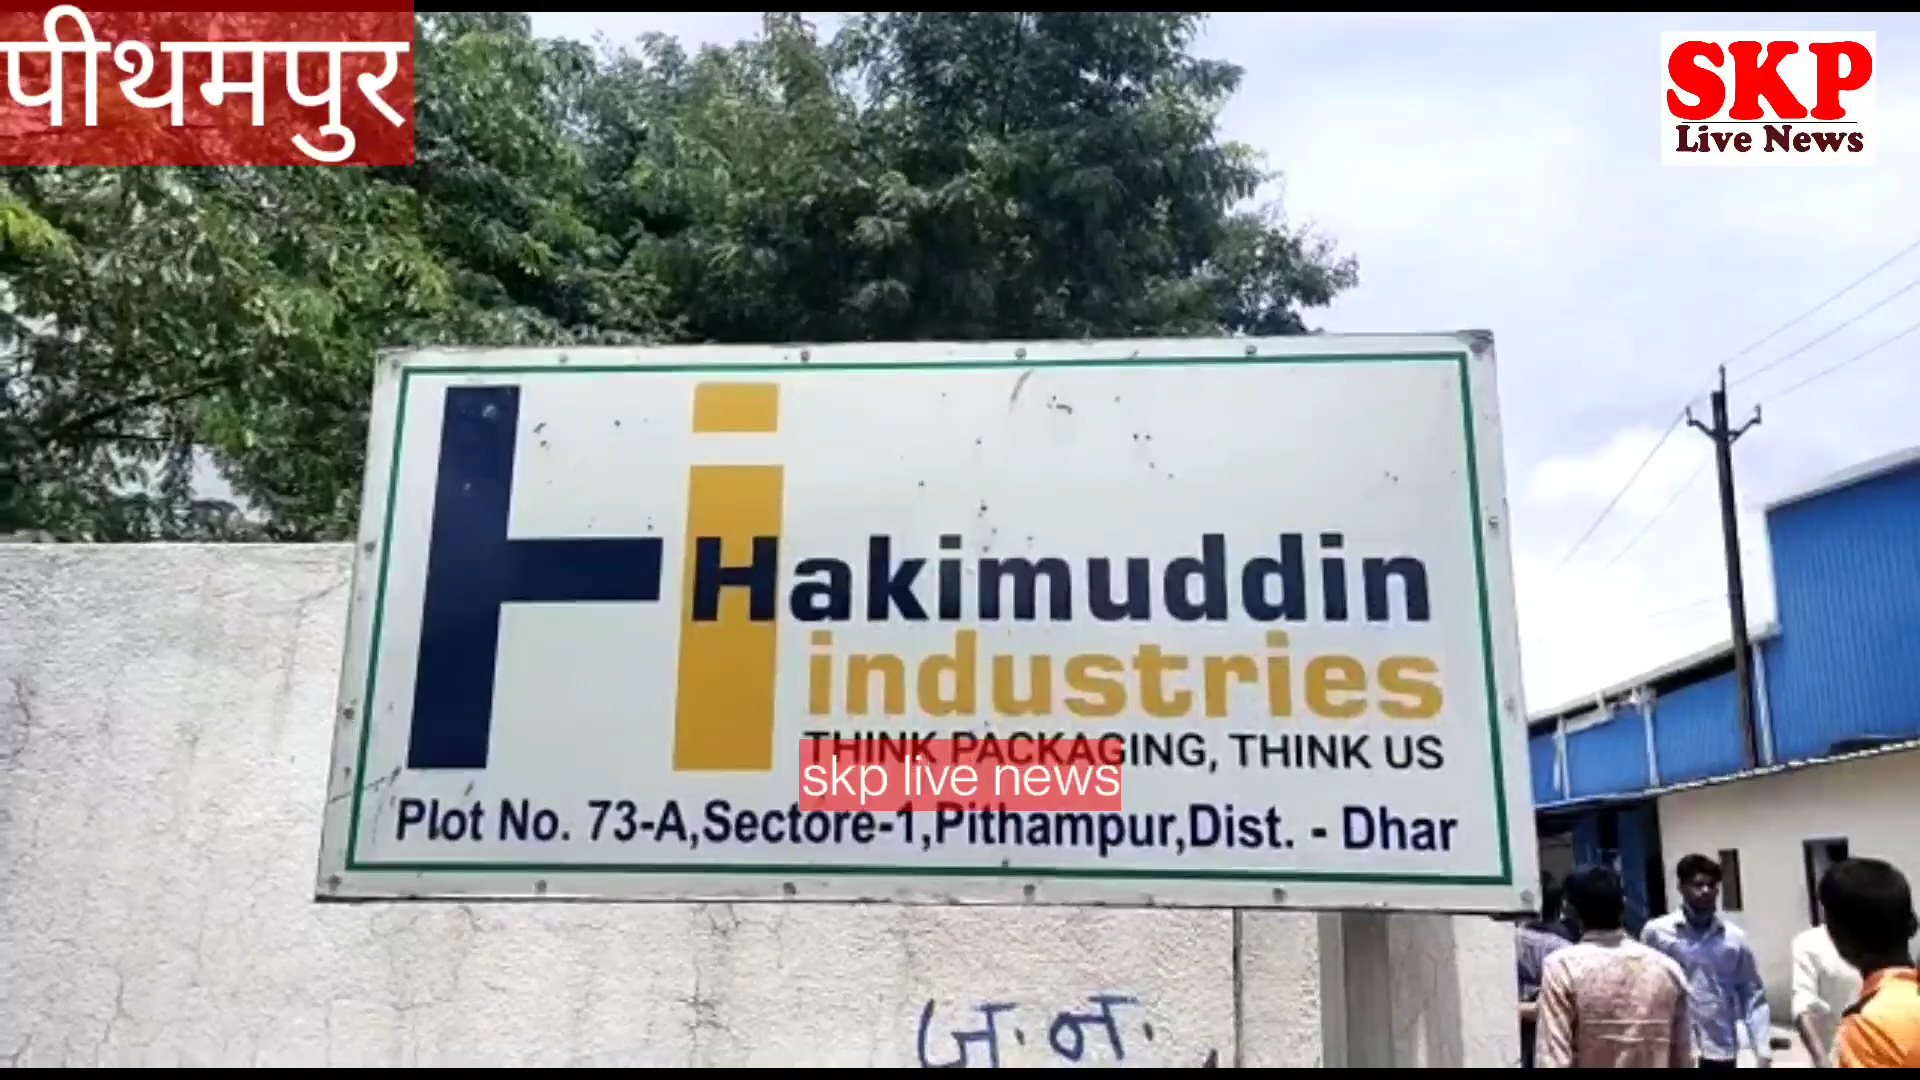 पीथमपुर
SKP
Live News
Hi
Hakimuddin
industries
THINK PACKAGING, THINK US
skp live news
Plot No. 73-A,Sectore-1,Pithampur,Dist. - Dhar